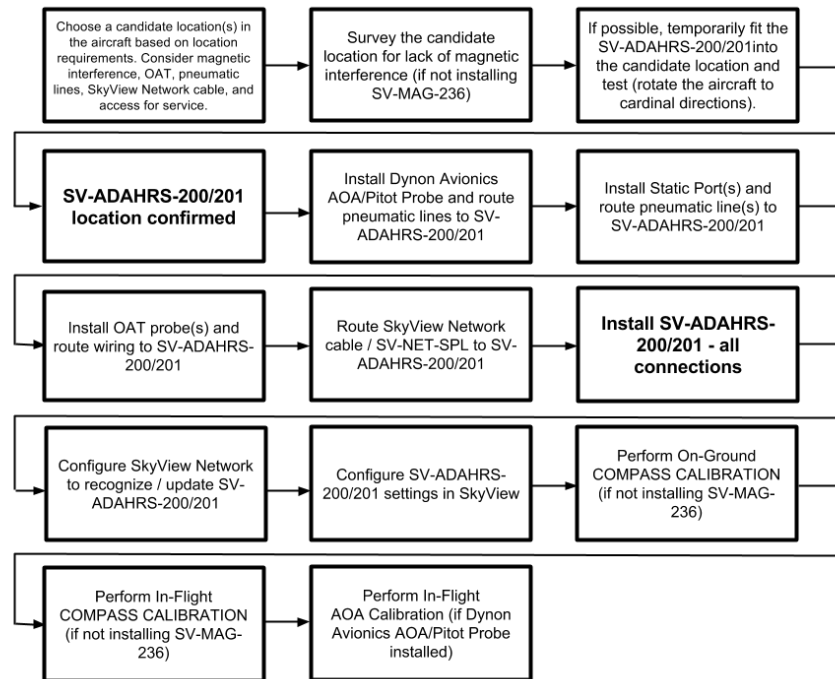 Choose a candidate location(s) in
the aircraft based on location
requirements. Consider magnetic
interference, OAT, pneumatic
lines, SkyView Network cable, and
access for service.
Survey the candidate
location for lack of magnetic
interference (if not installing
SV-MAG-236)
If possible, temporarily fit the
SV-ADAHRS-200/201into
the candidate location and
test (rotate the aircraft to
cardinal directions).
SV-ADAHRS-200/201
location confirmed
Install Dynon Avionics
AOA/Pitot Probe and route
pneumatic lines to SV-
ADAHRS-200/201
Install Static Port(s) and
route pneumatic line(s) to
SV-ADAHRS-200/201
Install OAT probe(s) and
route wiring to SV-ADAHRS-
200/201
Route SkyView Network
cable / SV-NET-SPL to SV-
ADAHRS-200/201
Install SV-ADAHRS-
200/201 - all
connections
Configure SkyView Network
to recognize / update SV-
ADAHRS-200/201
Configure SV-ADAHRS-
200/201 settings in SkyView
Perform On-Ground
COMPASS CALIBRATION
(if not installing SV-MAG-
236)
Perform In-Flight
COMPASS CALIBRATION
(if not installing SV-MAG-
236)
Perform In-Flight
AOA Calibration (if Dynon
Avionics AOA/Pitot Probe
installed)